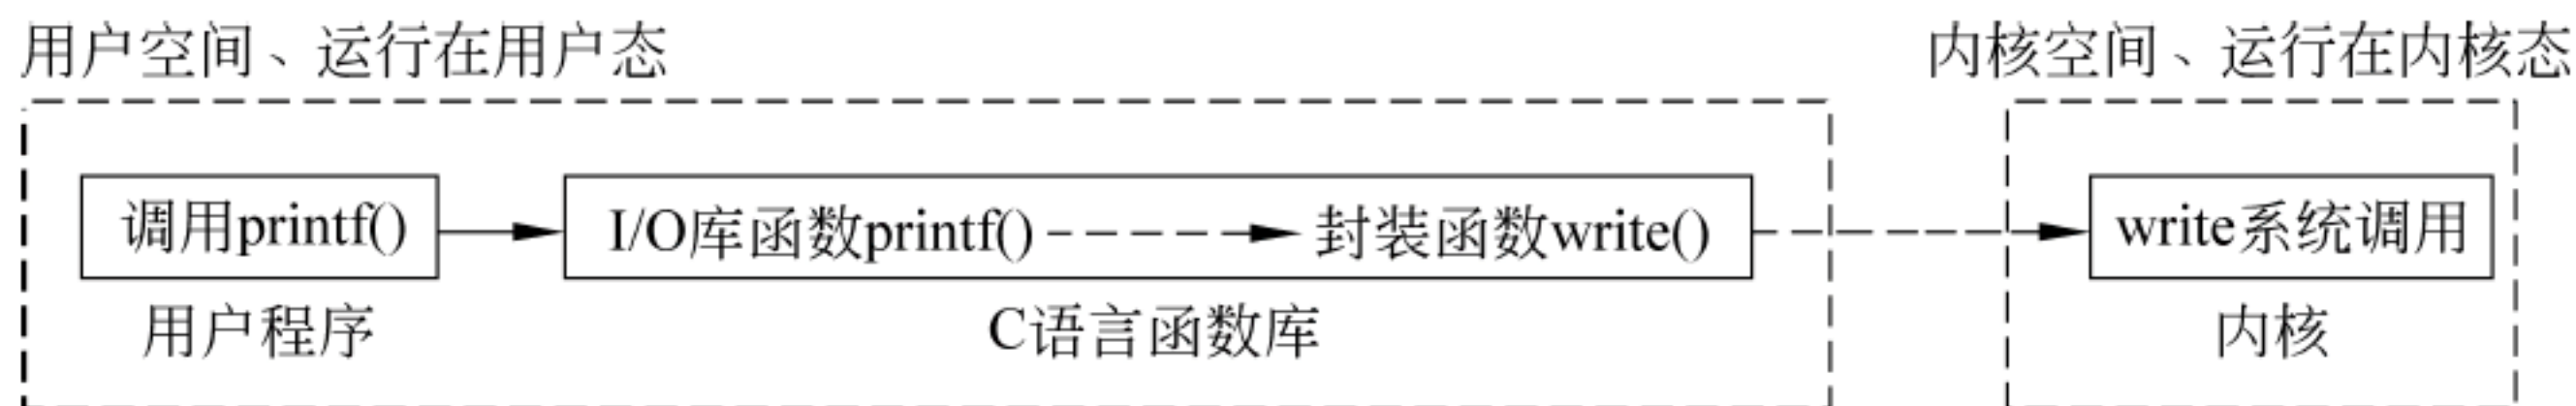 用户空间、运行在用户态
内核空间、运行在内核态
调用printf()
I/O库函数printf()
封装函数write()
write系统调用
用户程序
C语言函数库
内核